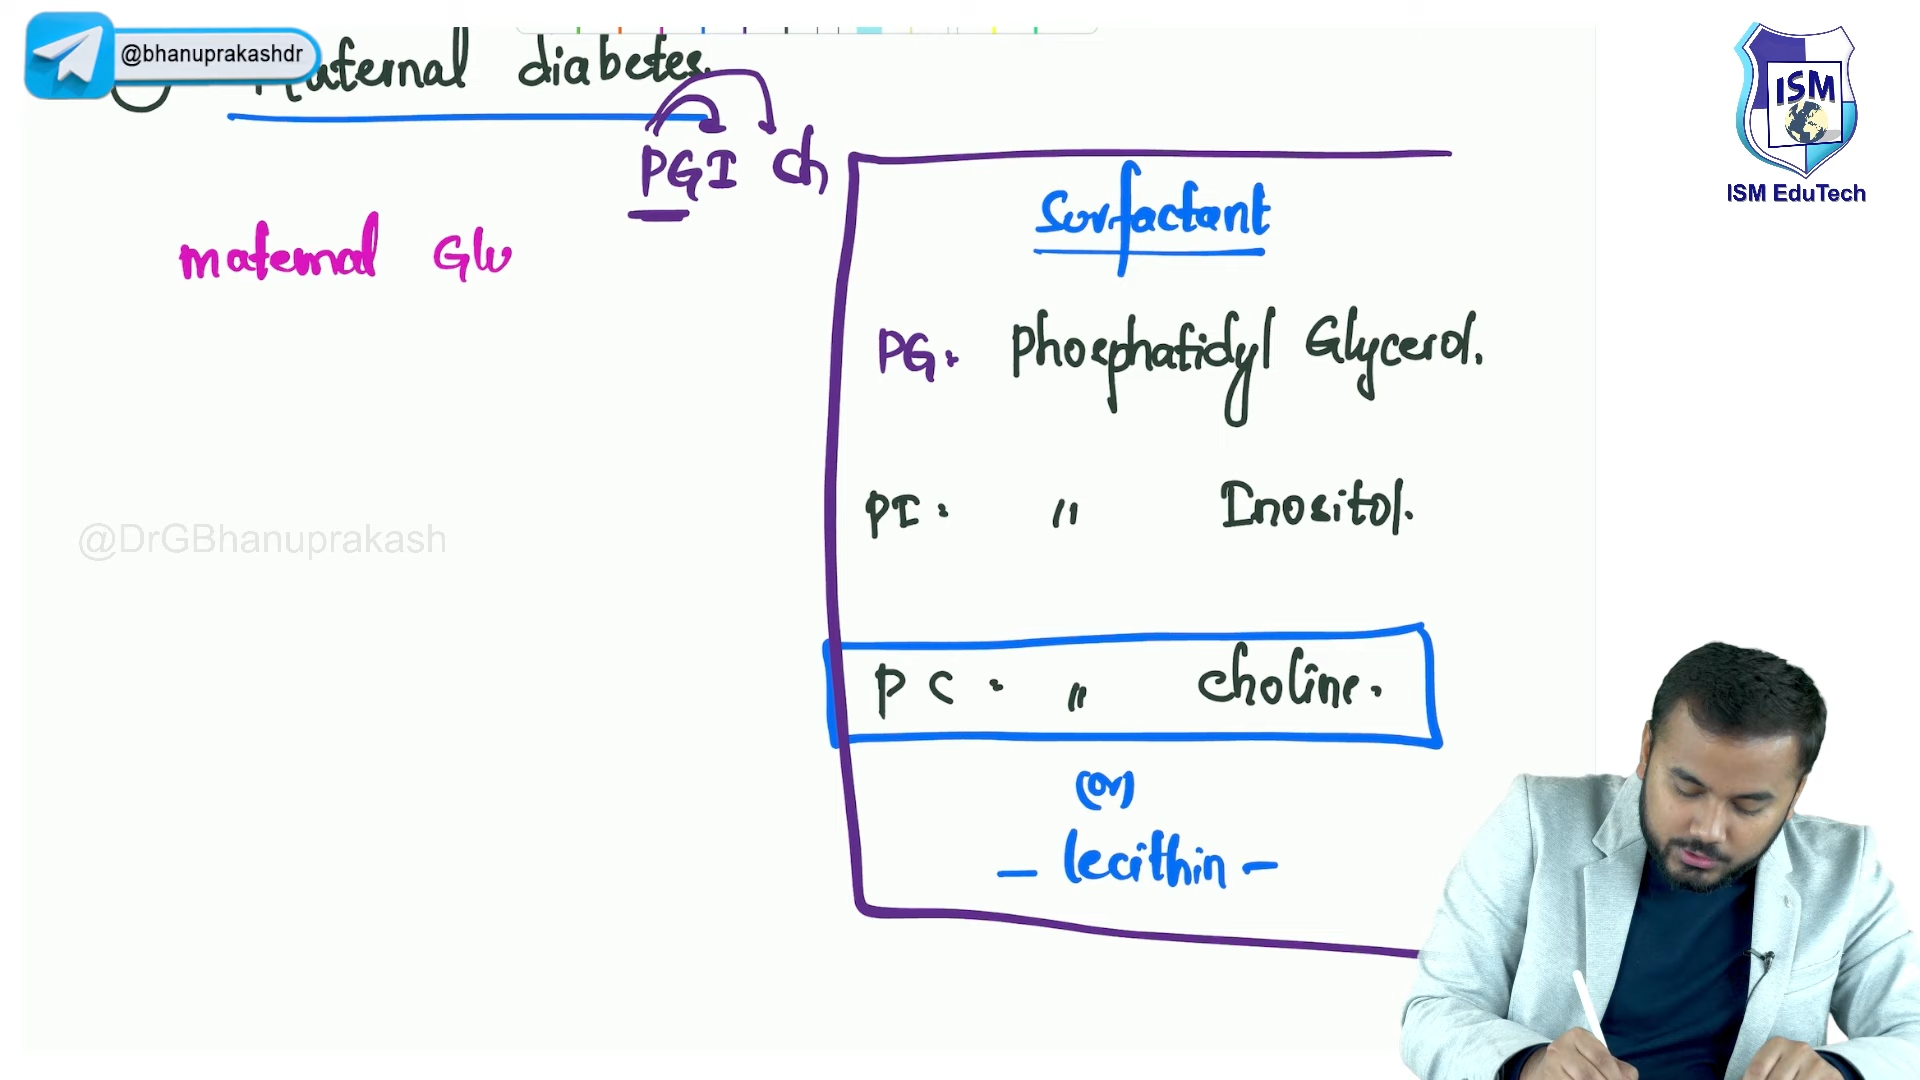 @bhanuprakashdr
Maternal diabetes.
PGI Ch
maternal Glu
Surfactant
PG: Phosphatidyl Glycerol.
PI: " Inositol.
PC: " choline.
(or)
- lecithin -
@DrGBhanuprakash
ISM
ISM EduTech